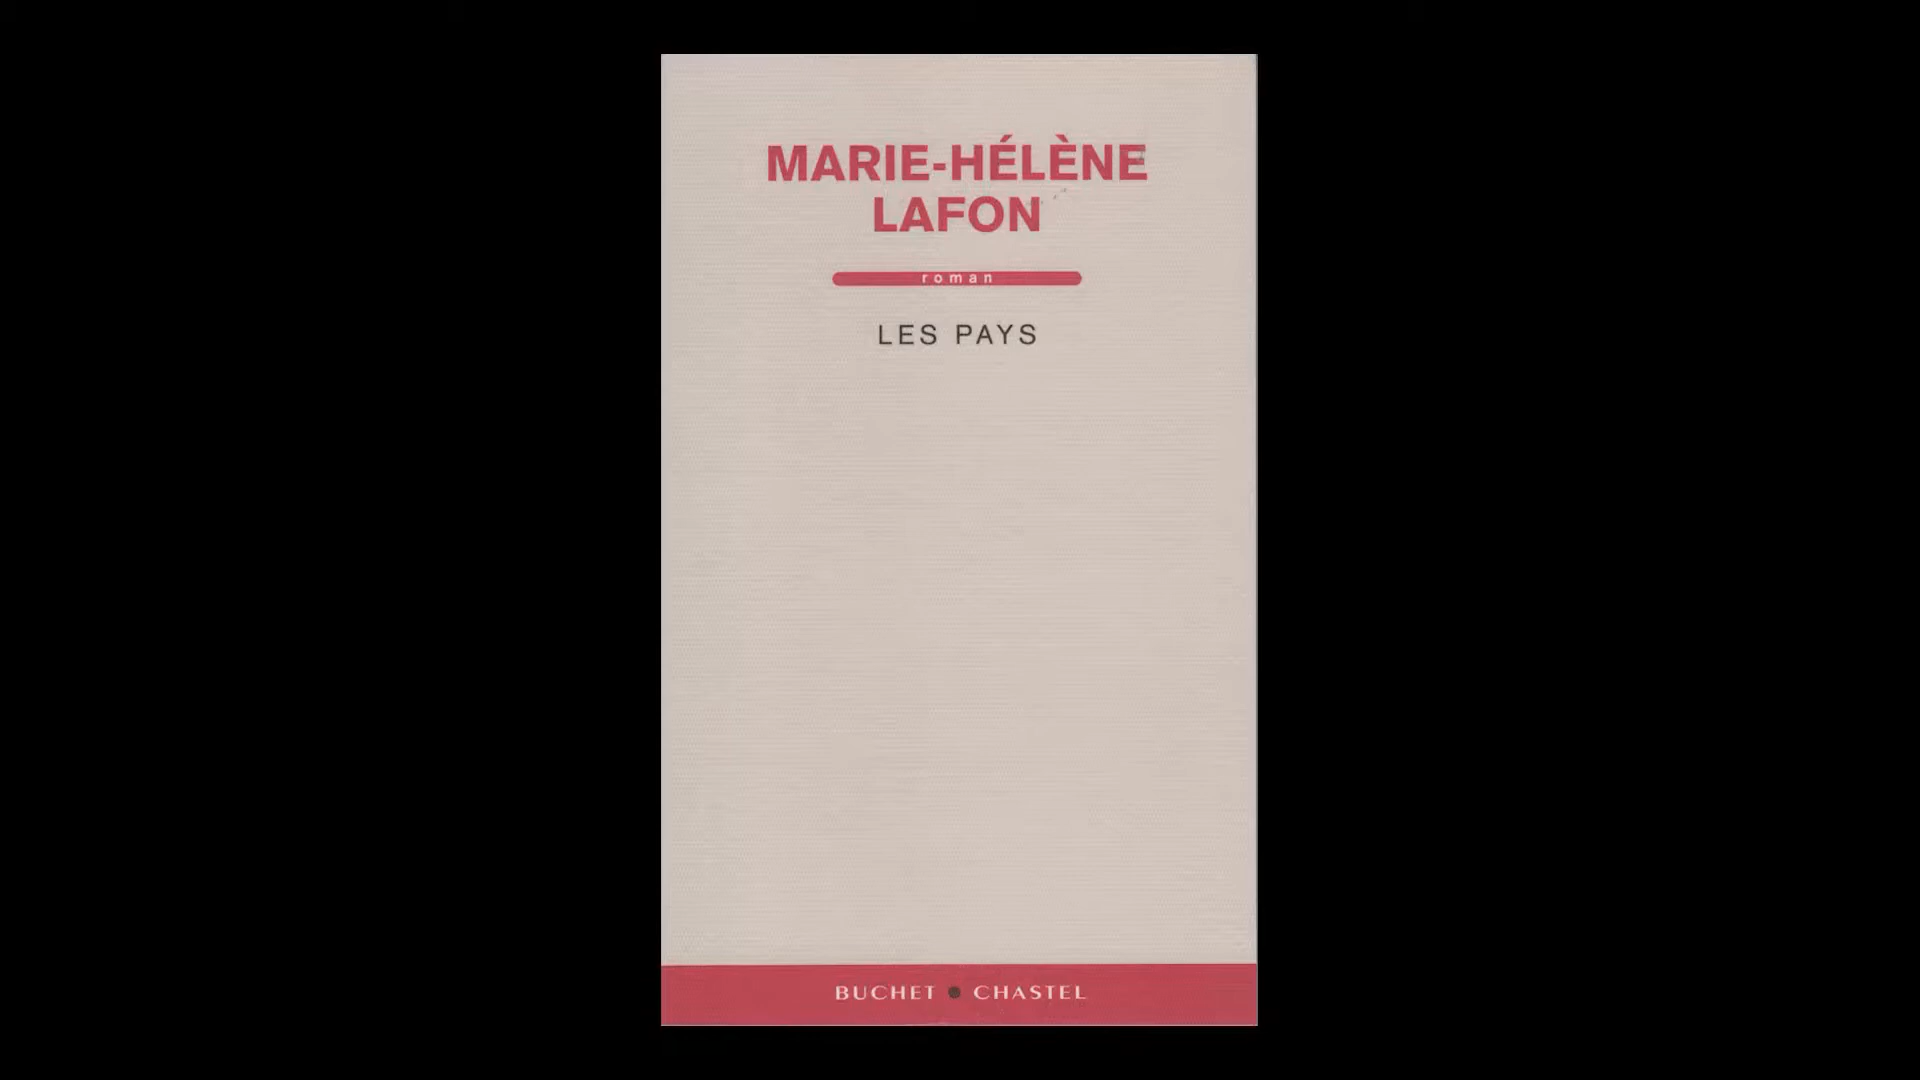 MARIE-HÉLÈNE
LAFON
roman
LES PAYS
BUCHET • CHASTEL